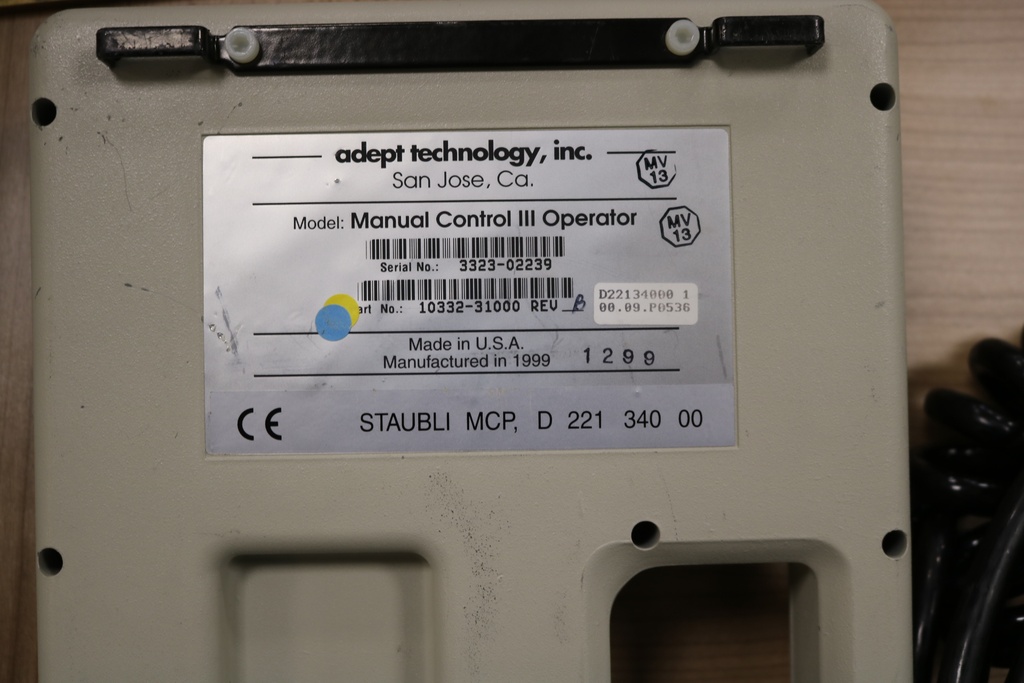 adept technology, inc.
San Jose, Ca.
MV
13
Model: Manual Control III Operator
MV
13
Serial No.: 3323-02239
art No.: 10332-31000 REV B
D22134000 1
00.09.P0536
Made in U.S.A.
Manufactured in 1999 1299
CE STAUBLI MCP, D 221 340 00